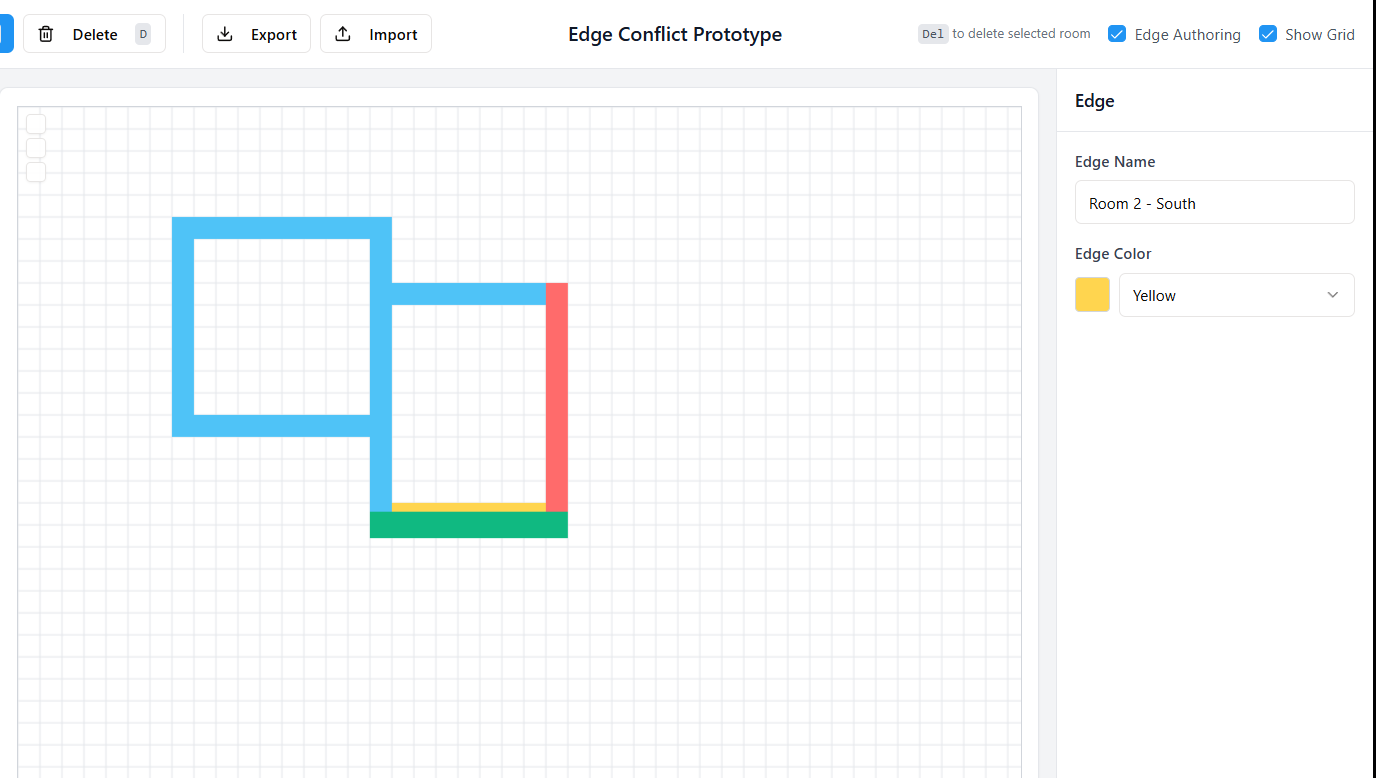 Delete D Export Import Edge Conflict Prototype Del to delete selected room Edge Authoring Show Grid
Edge
Edge Name
Room 2 - South
Edge Color
Yellow